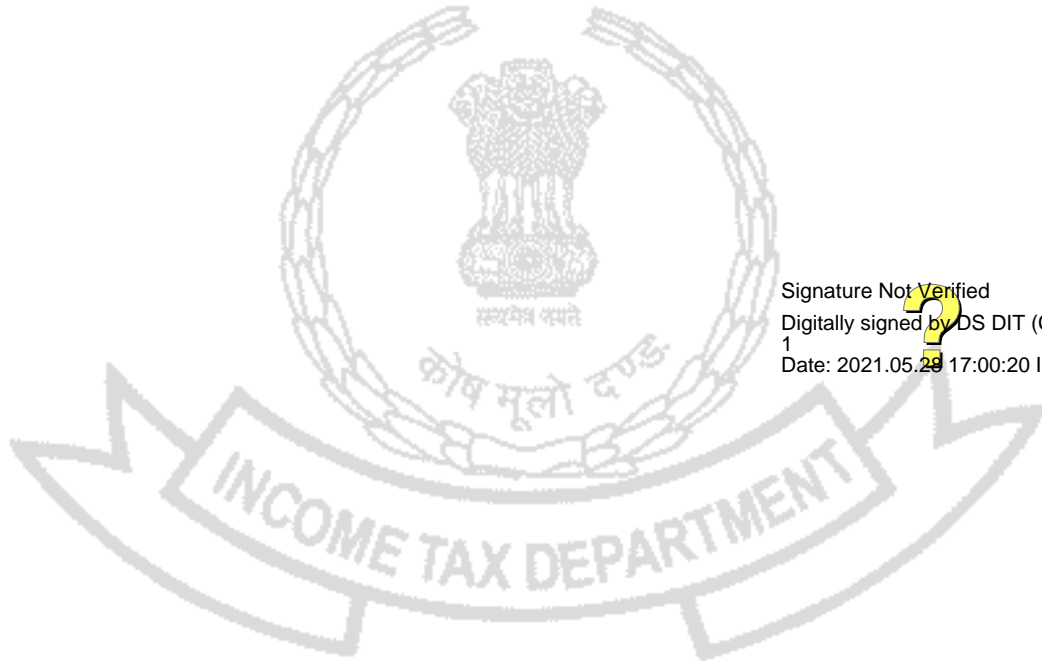 सत्यमेव जयते
कोष मूलो दण्डः
INCOME TAX DEPARTMENT
Signature Not Verified
Digitally signed by DS DIT (
1
Date: 2021.05.28 17:00:20 I